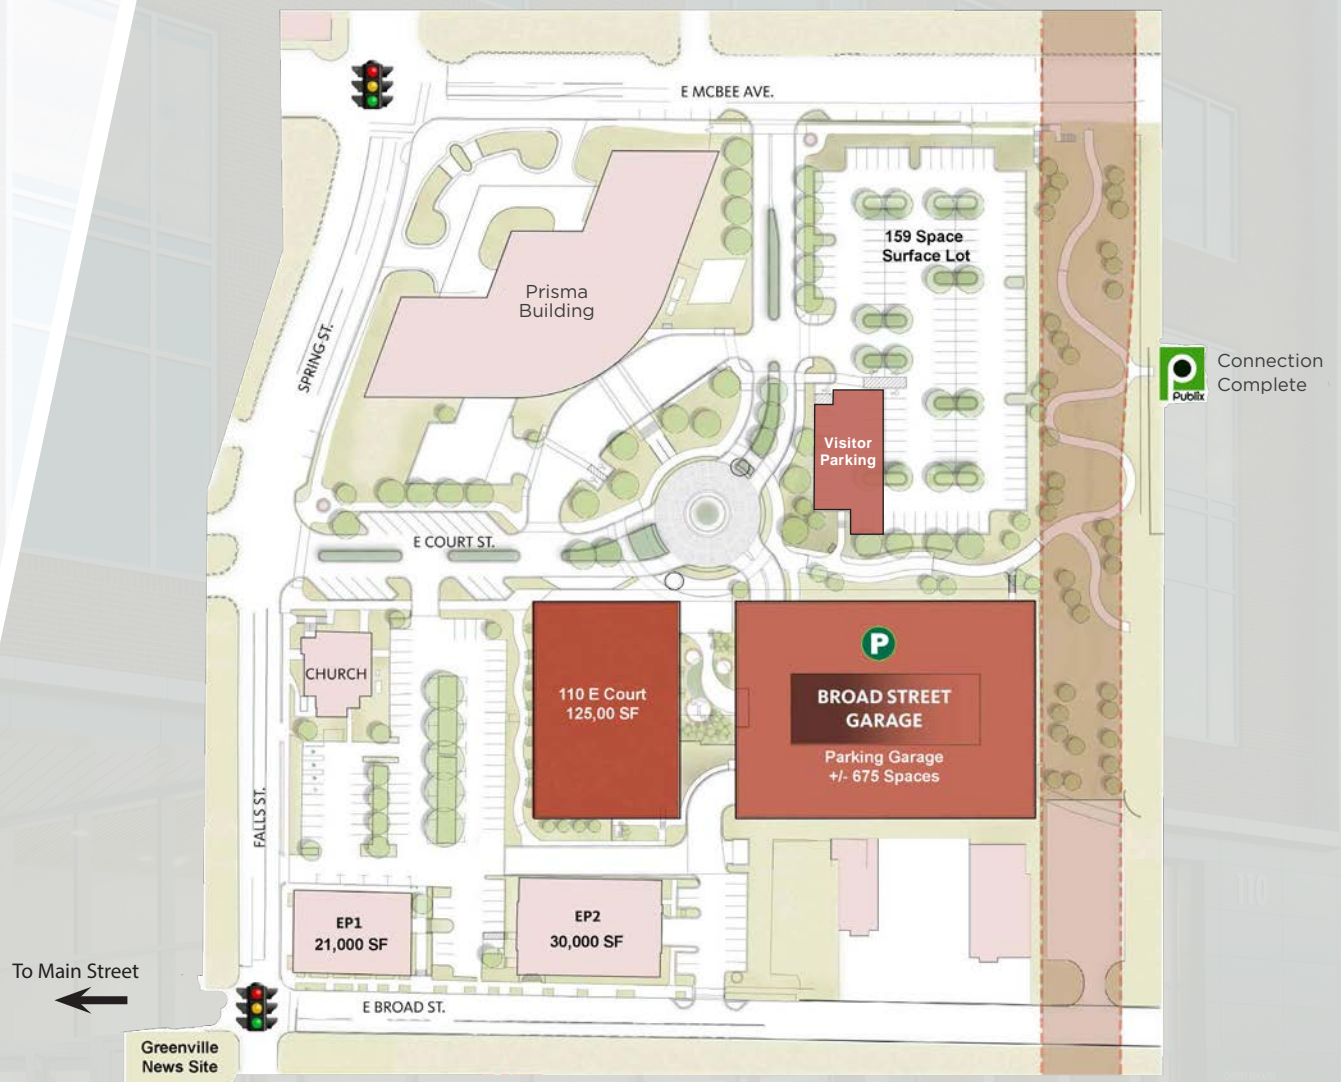 E MCBEE AVE.
159 Space
Surface Lot
Prisma
Building
SPRING ST.
Publix
Connection
Complete
Visitor
Parking
E COURT ST.
CHURCH
110 E Court
125,00 SF
P
BROAD STREET
GARAGE
Parking Garage
+/- 675 Spaces
FALLS ST.
110
EP1
21,000 SF
EP2
30,000 SF
To Main Street
E BROAD ST.
Greenville
News Site